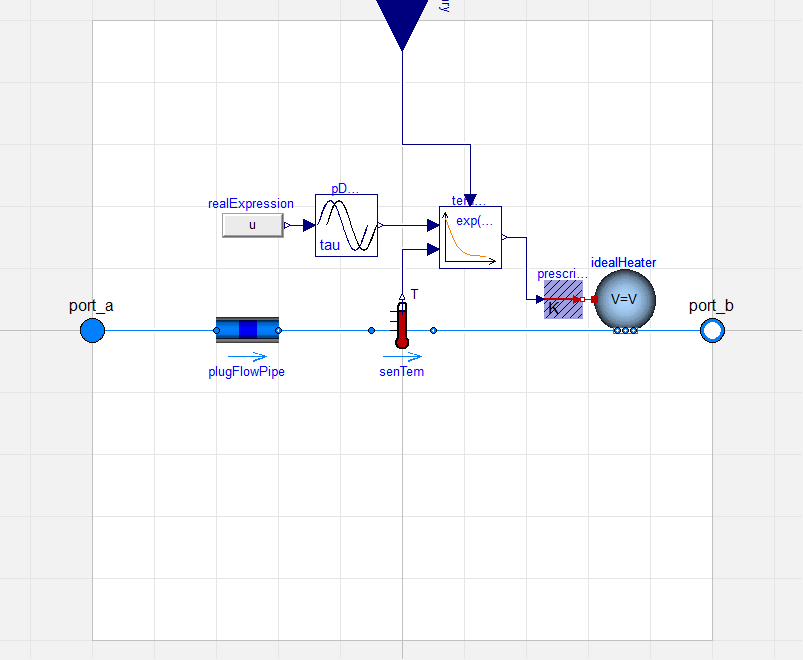 ry
pD...
realExpression
te...
u
exp(...
tau
idealHeater
prescri...
T
V=V
port_a
K
port_b
plugFlowPipe
senTem